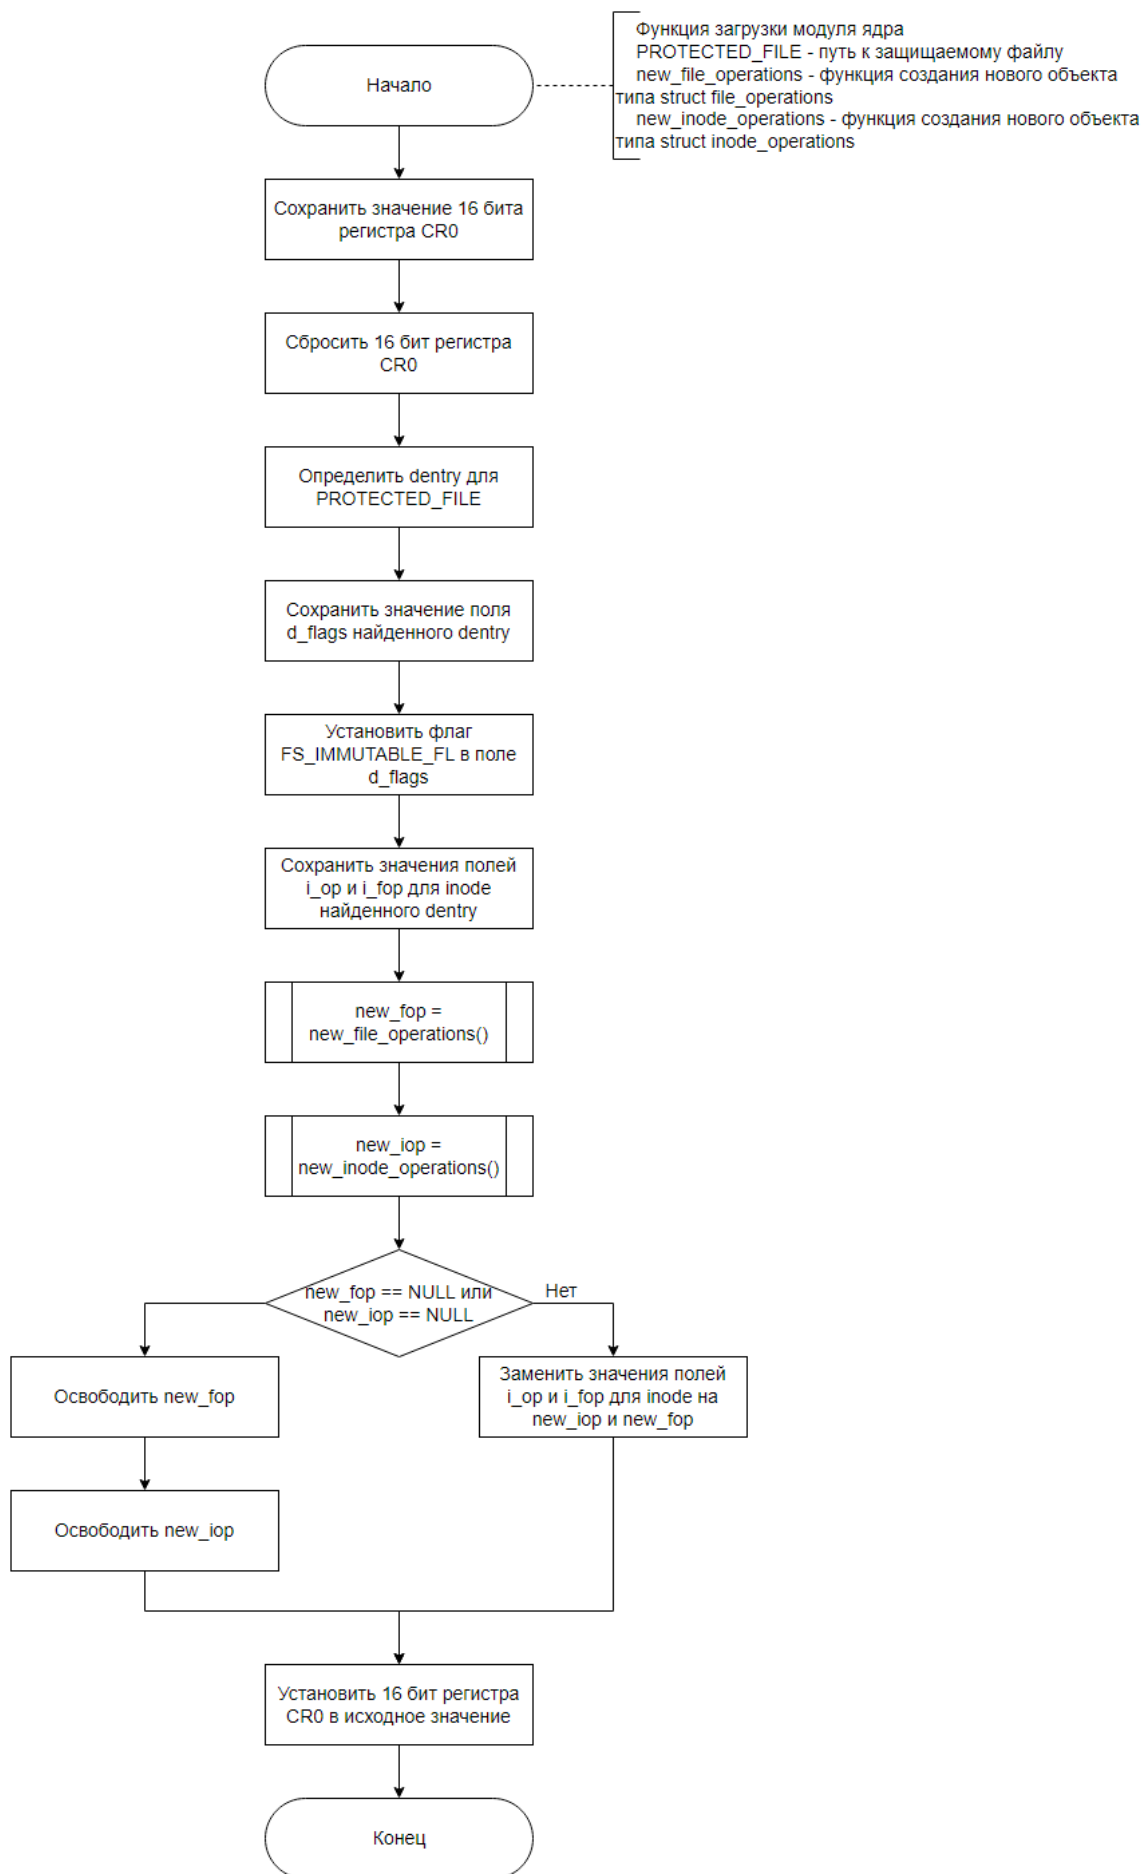 Начало
Функция загрузки модуля ядра
PROTECTED_FILE - путь к защищаемому файлу
new_file_operations - функция создания нового объекта
типа struct file_operations
new_inode_operations - функция создания нового объекта
типа struct inode_operations
Сохранить значение 16 бита
регистра CR0
Сбросить 16 бит регистра
CR0
Определить dentry для
PROTECTED_FILE
Сохранить значение поля
d_flags найденного dentry
Установить флаг
FS_IMMUTABLE_FL в поле
d_flags
Сохранить значения полей
i_op и i_fop для inode
найденного dentry
new_fop =
new_file_operations()
new_iop =
new_inode_operations()
new_fop == NULL или
new_iop == NULL
Нет
Освободить new_fop
Заменить значения полей
i_op и i_fop для inode на
new_iop и new_fop
Освободить new_iop
Установить 16 бит регистра
CR0 в исходное значение
Конец